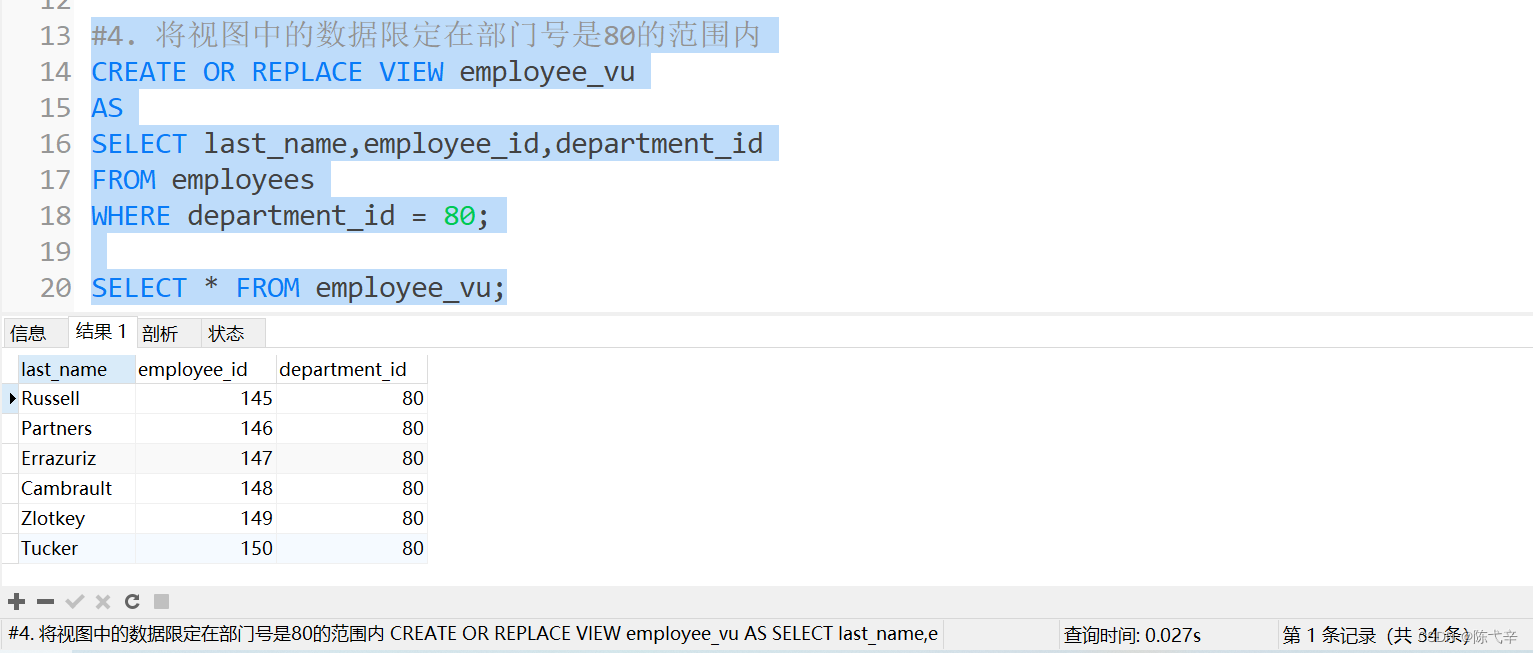 12
13 #4. 将视图中的数据限定在部门号是80的范围内
14 CREATE OR REPLACE VIEW employee_vu
15 AS
16 SELECT last_name,employee_id,department_id
17 FROM employees
18 WHERE department_id = 80;
19
20 SELECT * FROM employee_vu;
信息 结果 1 剖析 状态
last_name employee_id department_id
Russell 145 80
Partners 146 80
Errazuriz 147 80
Cambrault 148 80
Zlotkey 149 80
Tucker 150 80
#4. 将视图中的数据限定在部门号是80的范围内 CREATE OR REPLACE VIEW employee_vu AS SELECT last_name,e 查询时间: 0.027s 第 1 条记录（共 34 条）
CSDN @陈弋辛